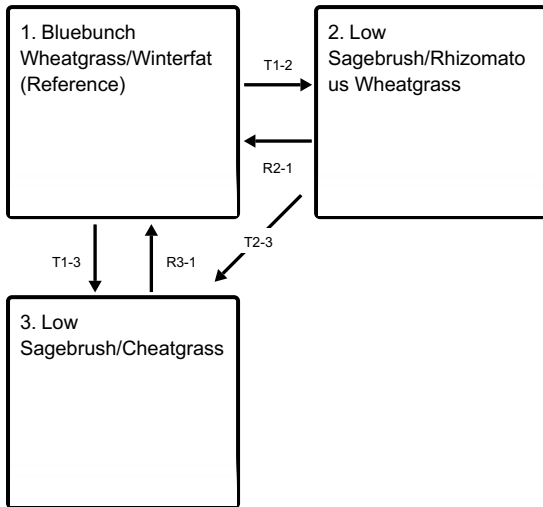 1. Bluebunch
Wheatgrass/Winterfat
(Reference)
T1-2
2. Low
Sagebrush/Rhizomato
us Wheatgrass
R2-1
T2-3
T1-3
R3-1
3. Low
Sagebrush/Cheatgrass